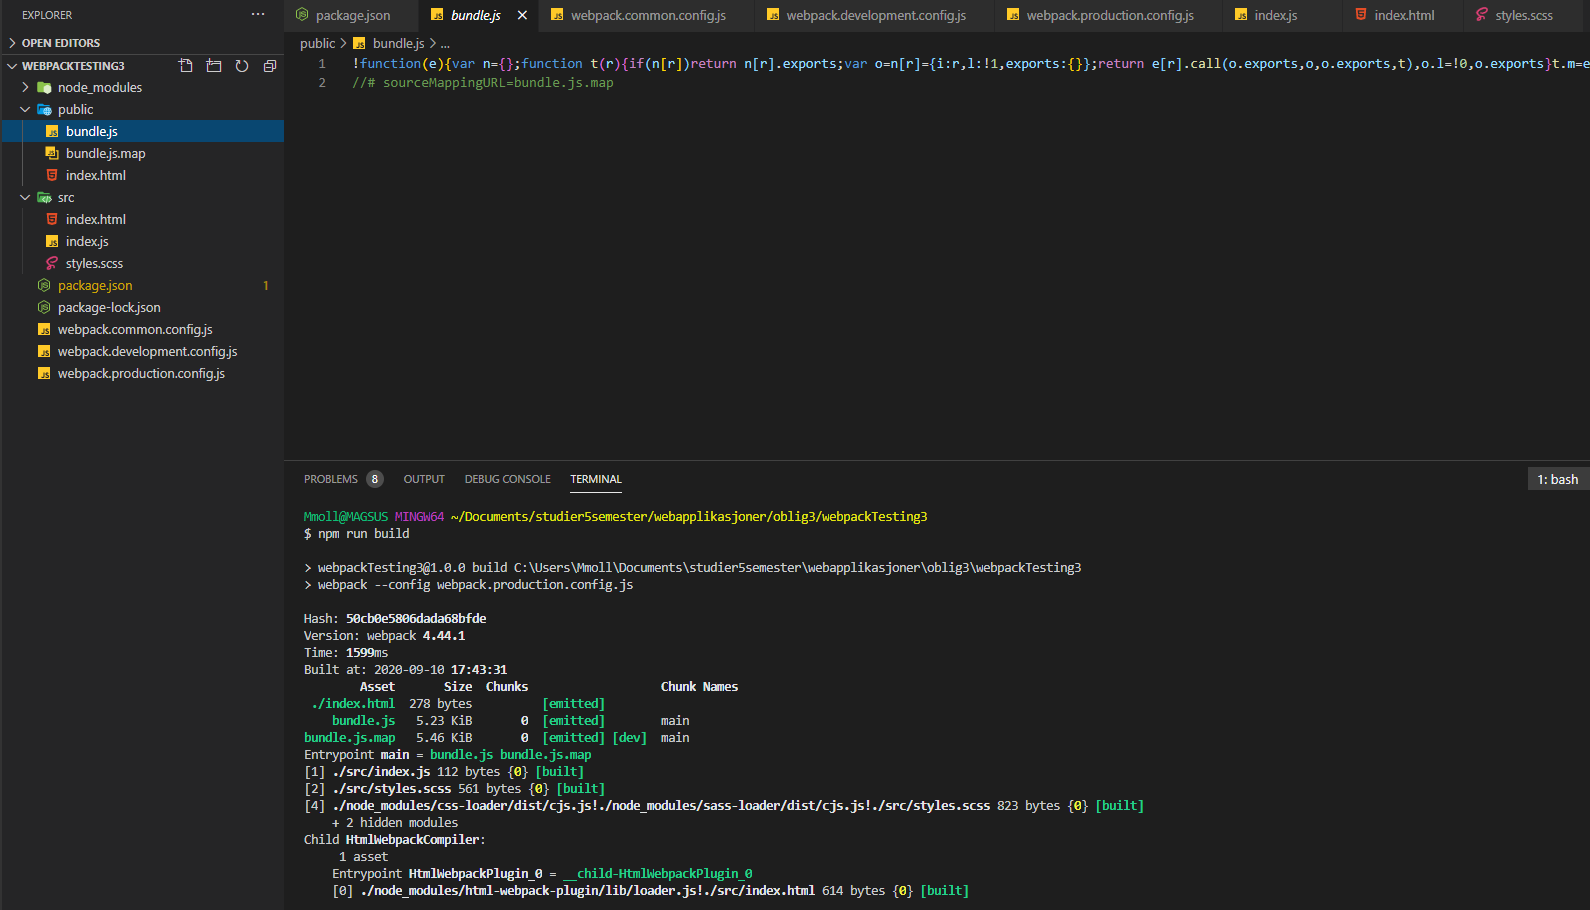 EXPLORER ...
OPEN EDITORS
WEBPACKTESTING3
node_modules
public
bundle.js
bundle.js.map
index.html
src
index.html
index.js
styles.scss
package.json 1
package-lock.json
webpack.common.config.js
webpack.development.config.js
webpack.production.config.js
package.json bundle.js webpack.common.config.js webpack.development.config.js webpack.production.config.js index.js index.html styles.scss
public > JS bundle.js > ...
1 !function(e){var n={};function t(r){if(n[r])return n[r].exports;var o=n[r]={i:r,l:!1,exports:{}};return e[r].call(o.exports,o,o.exports,t),o.l=!0,o.exports}t.m=e
2 //# sourceMappingURL=bundle.js.map
PROBLEMS 8 OUTPUT DEBUG CONSOLE TERMINAL 1: bash
Mmoll@MAGSUS MINGW64 ~/Documents/studier5semester/webapplikasjoner/oblig3/webpackTesting3
$ npm run build
> webpackTesting3@1.0.0 build C:\Users\Mmoll\Documents\studier5semester\webapplikasjoner\oblig3\webpackTesting3
> webpack --config webpack.production.config.js
Hash: 50cb0e5806dada68bfde
Version: webpack 4.44.1
Time: 1599ms
Built at: 2020-09-10 17:43:31
Asset Size Chunks Chunk Names
./index.html 278 bytes [emitted]
bundle.js 5.23 KiB 0 [emitted] main
bundle.js.map 5.46 KiB 0 [emitted] [dev] main
Entrypoint main = bundle.js bundle.js.map
[1] ./src/index.js 112 bytes {0} [built]
[2] ./src/styles.scss 561 bytes {0} [built]
[4] ./node_modules/css-loader/dist/cjs.js!./node_modules/sass-loader/dist/cjs.js!./src/styles.scss 823 bytes {0} [built]
+ 2 hidden modules
Child HtmlWebpackCompiler:
1 asset
Entrypoint HtmlWebpackPlugin_0 = __child-HtmlWebpackPlugin_0
[0] ./node_modules/html-webpack-plugin/lib/loader.js!./src/index.html 614 bytes {0} [built]